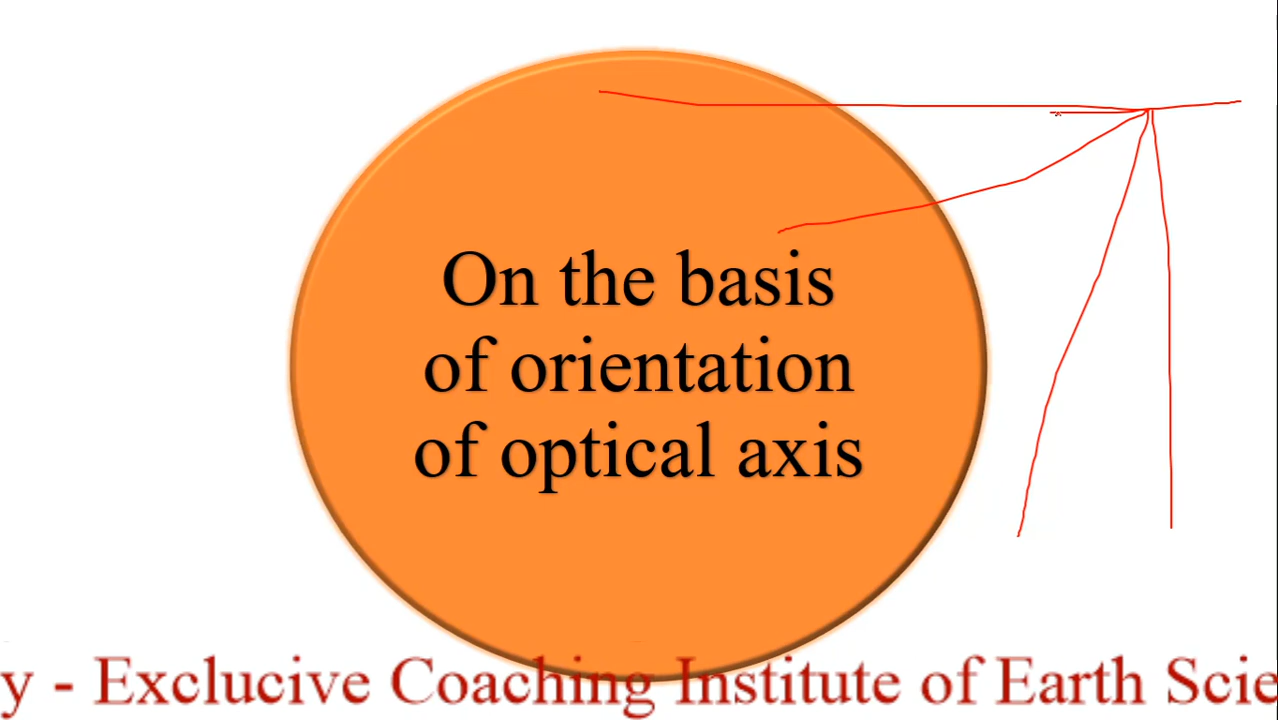 On the basis
of orientation
of optical axis
y - Exclucive Coaching Institute of Earth Scie